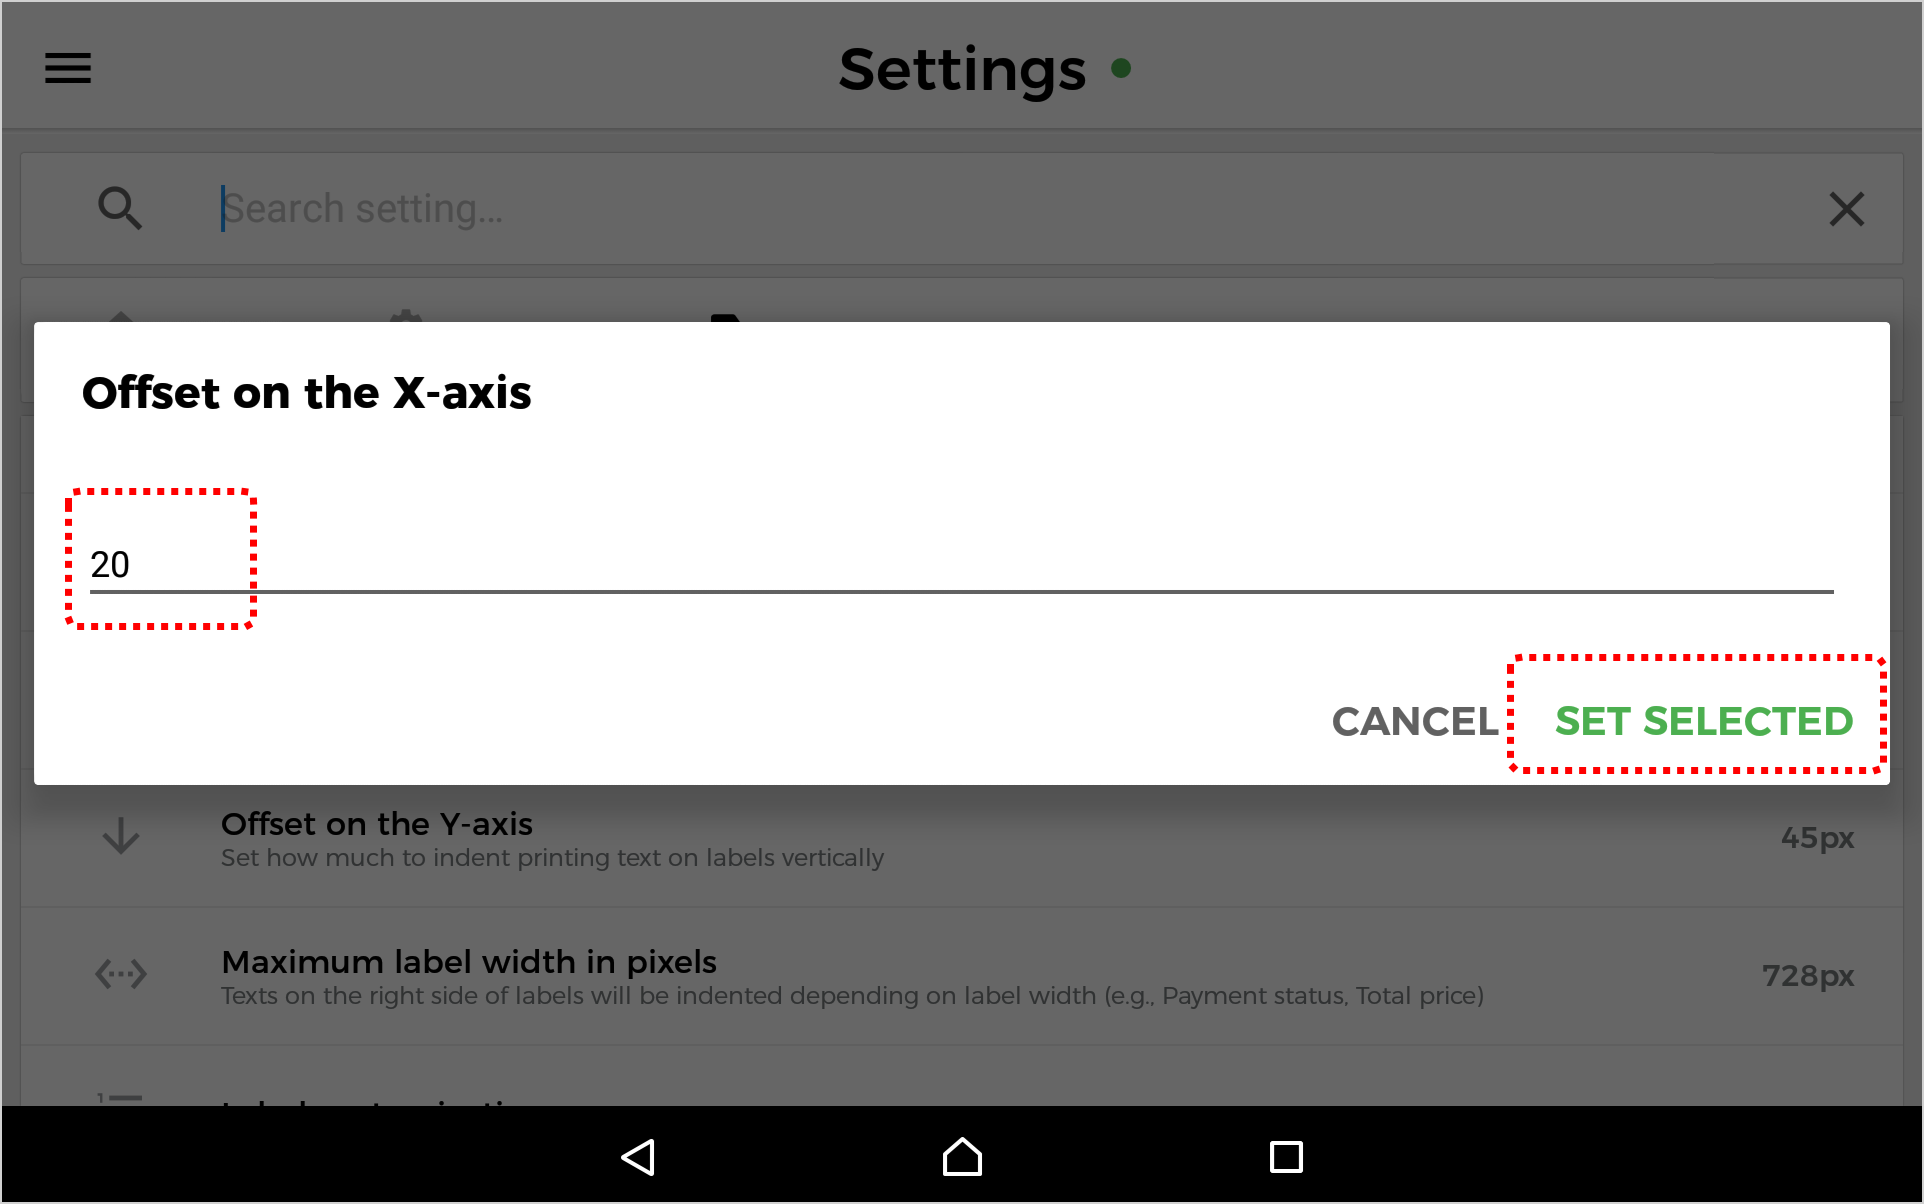 Settings
Search setting...
Offset on the X-axis
20
CANCEL
SET SELECTED
Offset on the Y-axis
Set how much to indent printing text on labels vertically
45px
Maximum label width in pixels
Texts on the right side of labels will be indented depending on label width (e.g., Payment status, Total price)
728px